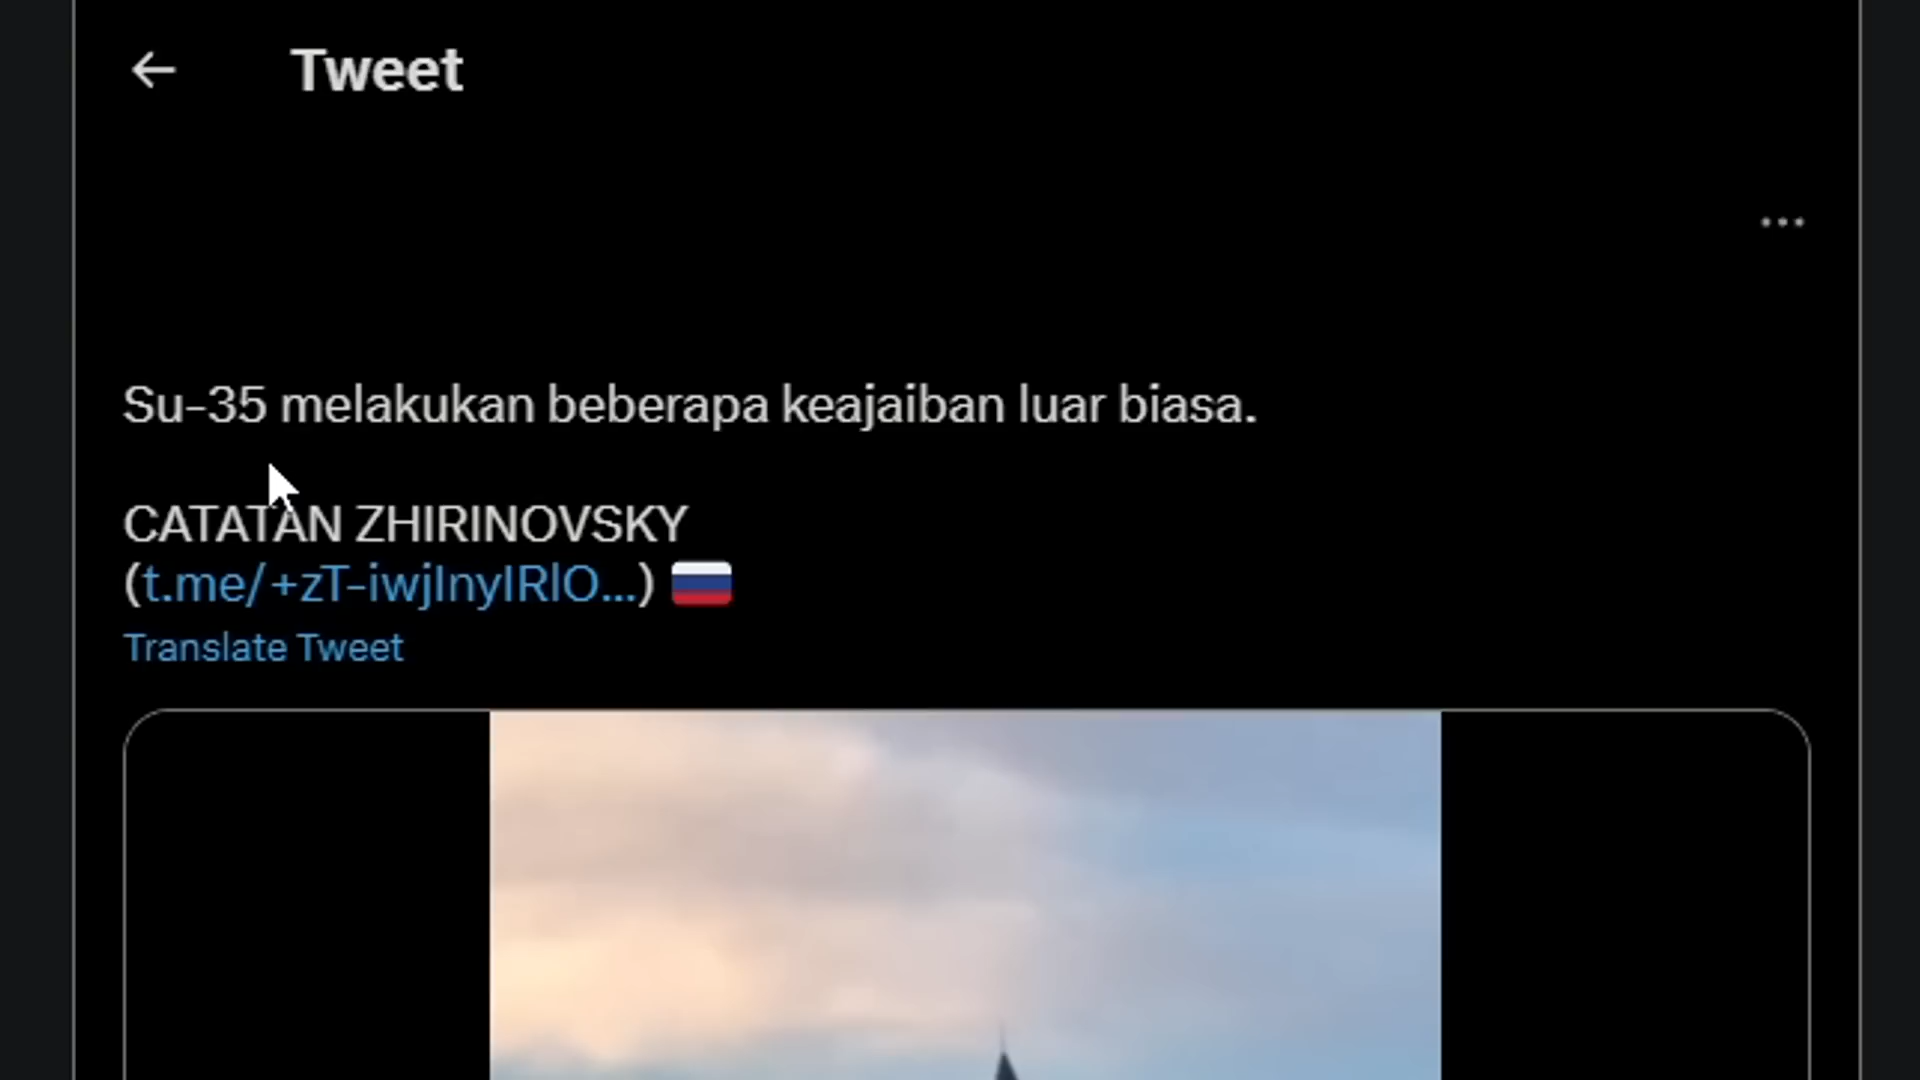 Tweet
Su-35 melakukan beberapa keajaiban luar biasa.
CATATAN ZHIRINOVSKY
(t.me/+zT-iwjInyIRlO...)
Translate Tweet